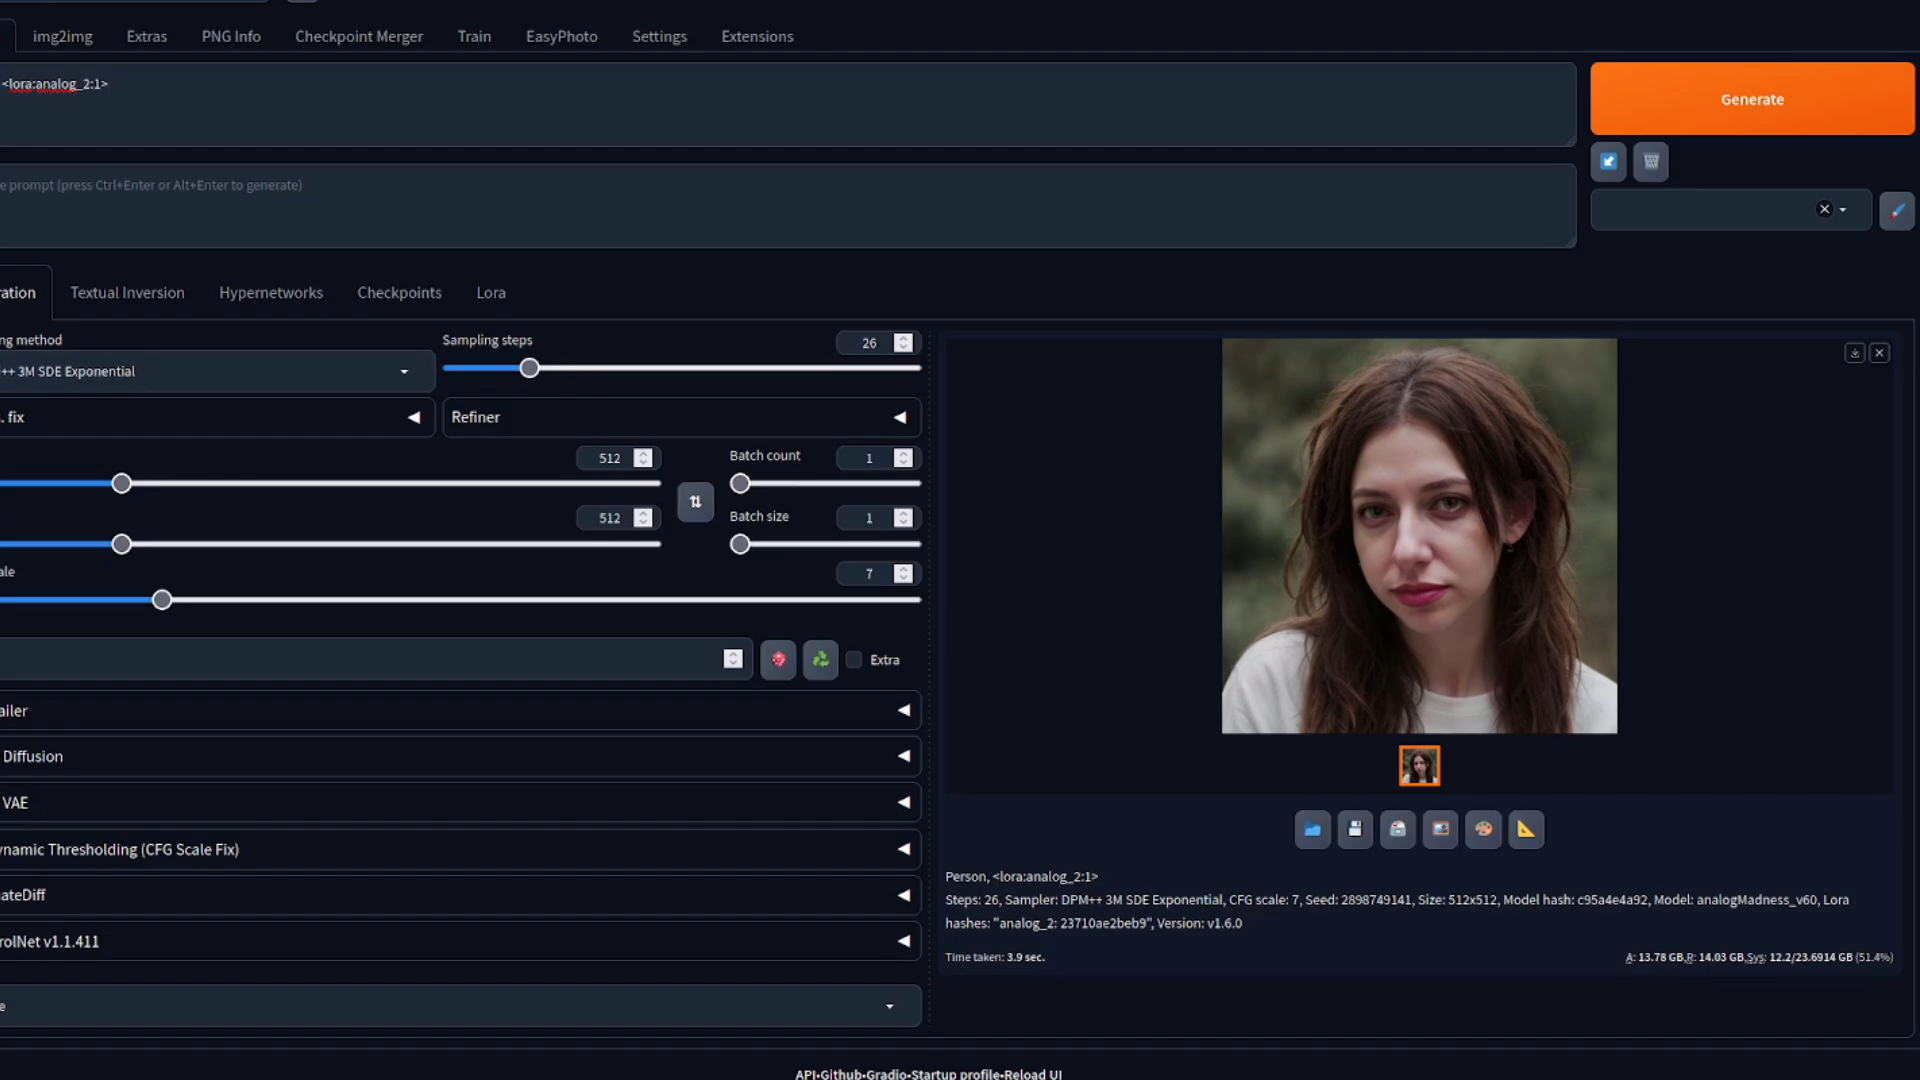 img2img Extras PNG Info Checkpoint Merger Train EasyPhoto Settings Extensions
<lora:analog_2:1>
Generate
e prompt (press Ctrl+Enter or Alt+Enter to generate)
ration Textual Inversion Hypernetworks Checkpoints Lora
ng method
++ 3M SDE Exponential
Sampling steps
26
. fix
Refiner
512
Batch count
1
512
Batch size
1
ale
7
Extra
ailer
Diffusion
VAE
ynamic Thresholding (CFG Scale Fix)
ateDiff
rolNet v1.1.411
e
Person, <lora:analog_2:1>
Steps: 26, Sampler: DPM++ 3M SDE Exponential, CFG scale: 7, Seed: 2898749141, Size: 512x512, Model hash: c95a4e4a92, Model: analogMadness_v60, Lora
hashes: "analog_2: 23710ae2beb9", Version: v1.6.0
Time taken: 3.9 sec.
A: 13.78 GB, R: 14.03 GB, Sys: 12.2/23.6914 GB (51.4%)
API•Github•Gradio•Startup profile•Reload UI